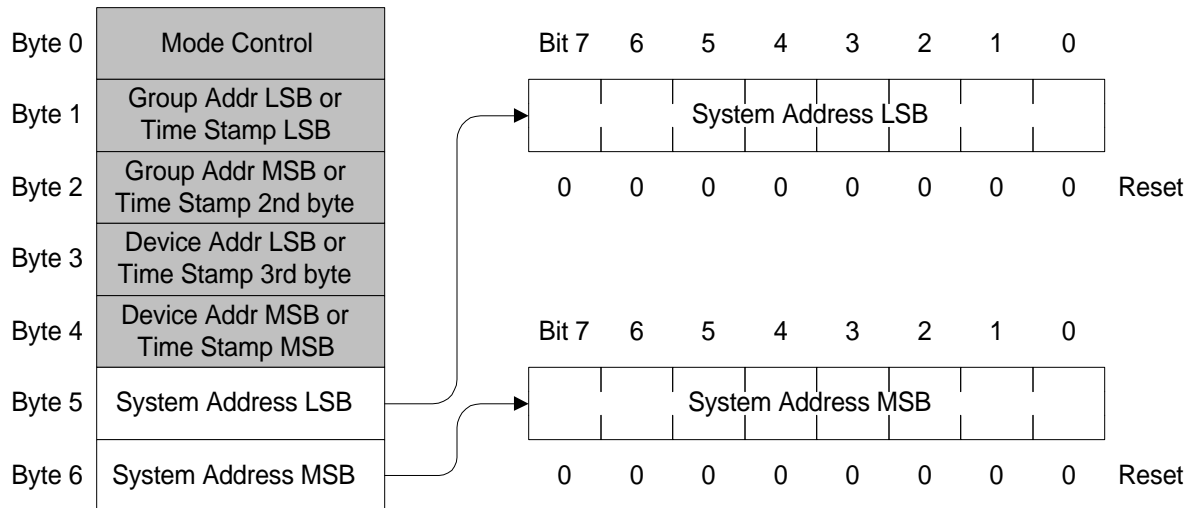 Byte 0 Mode Control
Byte 1 Group Addr LSB or
Time Stamp LSB
Byte 2 Group Addr MSB or
Time Stamp 2nd byte
Byte 3 Device Addr LSB or
Time Stamp 3rd byte
Byte 4 Device Addr MSB or
Time Stamp MSB
Byte 5 System Address LSB
Byte 6 System Address MSB
Bit 7 6 5 4 3 2 1 0
System Address LSB
0 0 0 0 0 0 0 0 Reset
Bit 7 6 5 4 3 2 1 0
System Address MSB
0 0 0 0 0 0 0 0 Reset